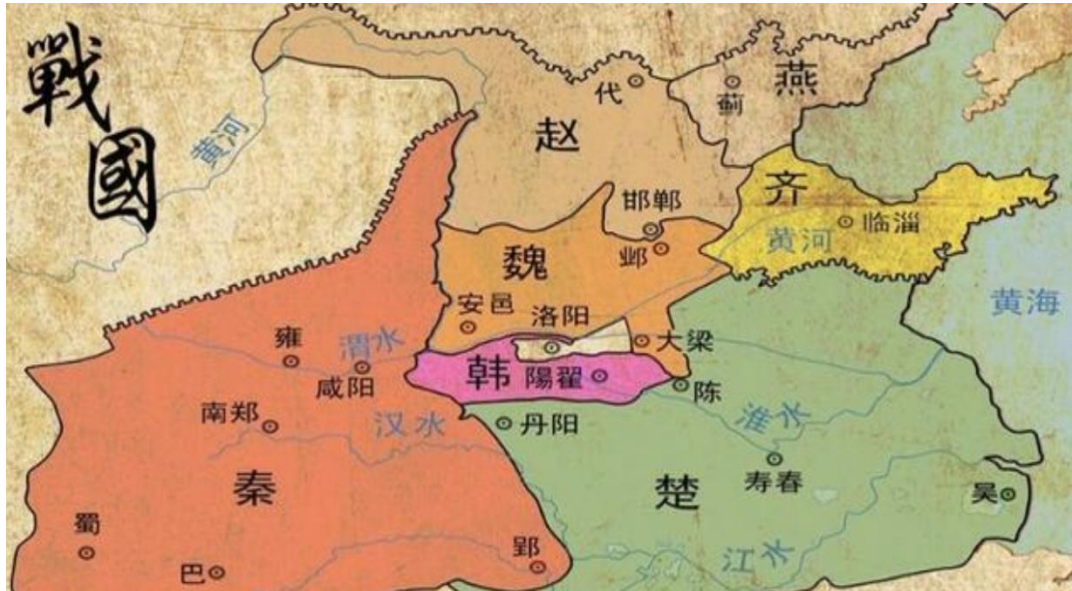 戰國
黄河
代
蓟
燕
赵
齐
临淄
黄河
邯郸
邺
魏
安邑
洛阳
大梁
黄海
雍
渭水
咸阳
韩
陽翟
陈
南郑
汉水
丹阳
淮水
秦
楚
寿春
吴
蜀
巴
郢
江水